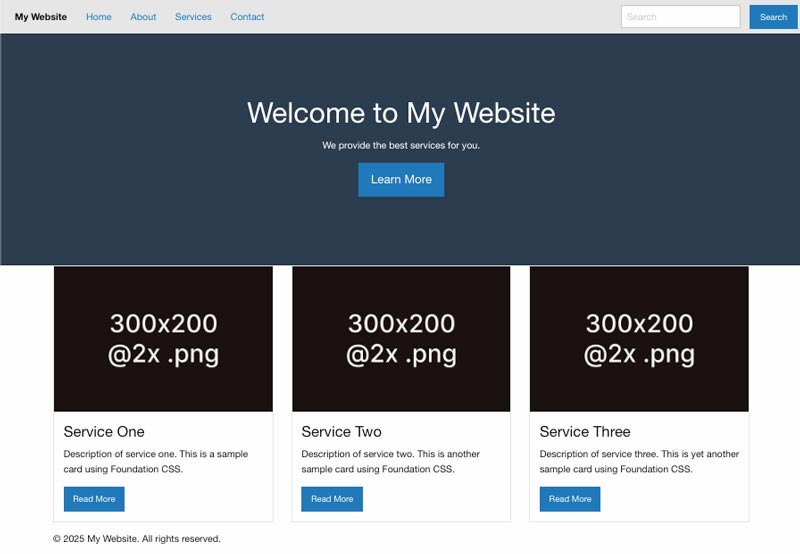 My Website Home About Services Contact Search Search
Welcome to My Website
We provide the best services for you.
Learn More
300x200
@2x .png
300x200
@2x .png
300x200
@2x .png
Service One
Description of service one. This is a sample
card using Foundation CSS.
Read More
Service Two
Description of service two. This is another
sample card using Foundation CSS.
Read More
Service Three
Description of service three. This is yet another
sample card using Foundation CSS.
Read More
© 2025 My Website. All rights reserved.